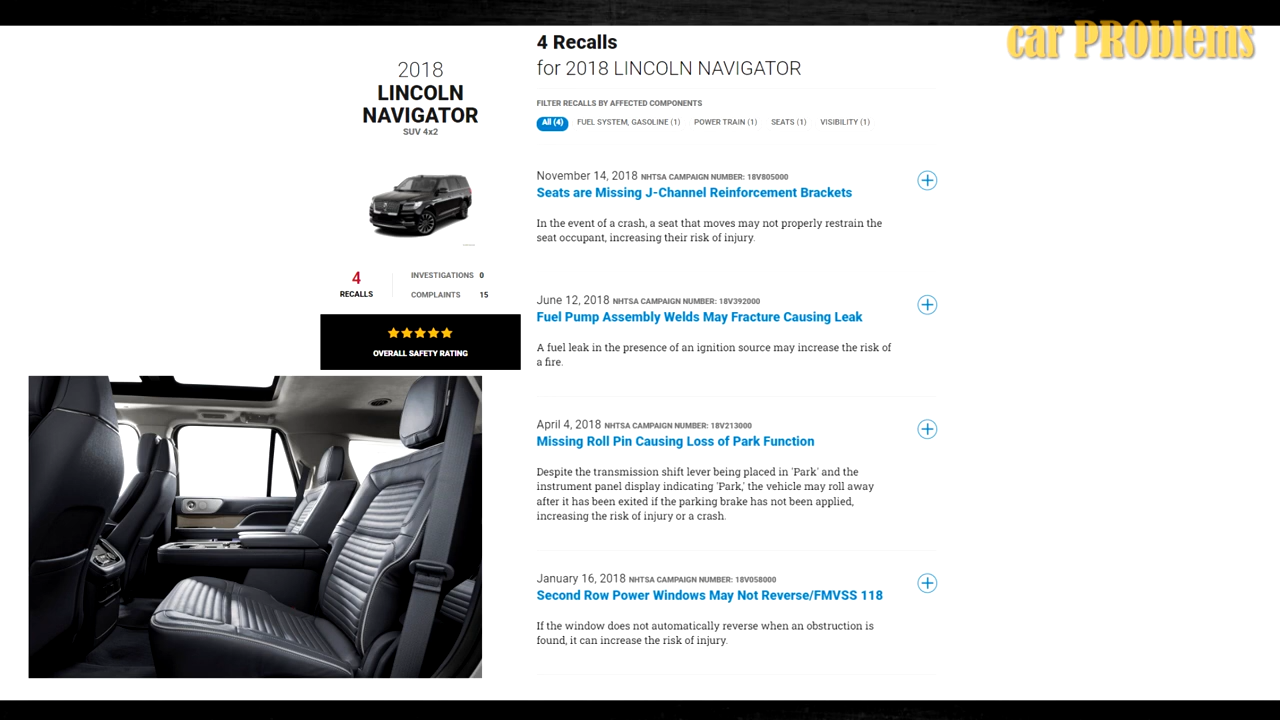 car PROblems
2018
LINCOLN
NAVIGATOR
SUV 4x2
4
RECALLS
INVESTIGATIONS 0
COMPLAINTS 15
OVERALL SAFETY RATING
4 Recalls
for 2018 LINCOLN NAVIGATOR
FILTER RECALLS BY AFFECTED COMPONENTS
All (4) FUEL SYSTEM, GASOLINE (1) POWER TRAIN (1) SEATS (1) VISIBILITY (1)
November 14, 2018 NHTSA CAMPAIGN NUMBER: 18V805000
Seats are Missing J-Channel Reinforcement Brackets
In the event of a crash, a seat that moves may not properly restrain the
seat occupant, increasing their risk of injury.
June 12, 2018 NHTSA CAMPAIGN NUMBER: 18V392000
Fuel Pump Assembly Welds May Fracture Causing Leak
A fuel leak in the presence of an ignition source may increase the risk of
a fire.
April 4, 2018 NHTSA CAMPAIGN NUMBER: 18V213000
Missing Roll Pin Causing Loss of Park Function
Despite the transmission shift lever being placed in 'Park' and the
instrument panel display indicating 'Park,' the vehicle may roll away
after it has been exited if the parking brake has not been applied,
increasing the risk of injury or a crash.
January 16, 2018 NHTSA CAMPAIGN NUMBER: 18V058000
Second Row Power Windows May Not Reverse/FMVSS 118
If the window does not automatically reverse when an obstruction is
found, it can increase the risk of injury.